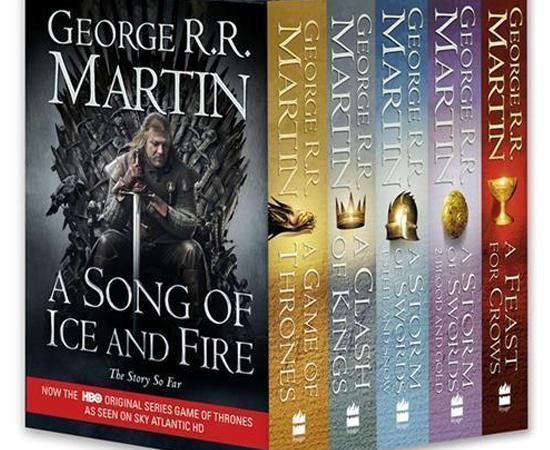 GEORGE R.R.
MARTIN
A SONG OF
ICE AND FIRE
The Story So Far
NOW THE HBO ORIGINAL SERIES GAME OF THRONES
AS SEEN ON SKY ATLANTIC HD
GEORGE R.R.
MARTIN
A GAME OF
THRONES
GEORGE R.R.
MARTIN
A CLASH
OF KINGS
GEORGE R.R.
MARTIN
A STORM
OF SWORDS
1: STEEL AND SNOW
GEORGE R.R.
MARTIN
A STORM
OF SWORDS
2: BLOOD AND GOLD
GEORGE R.R.
MARTIN
A FEAST
FOR CROWS